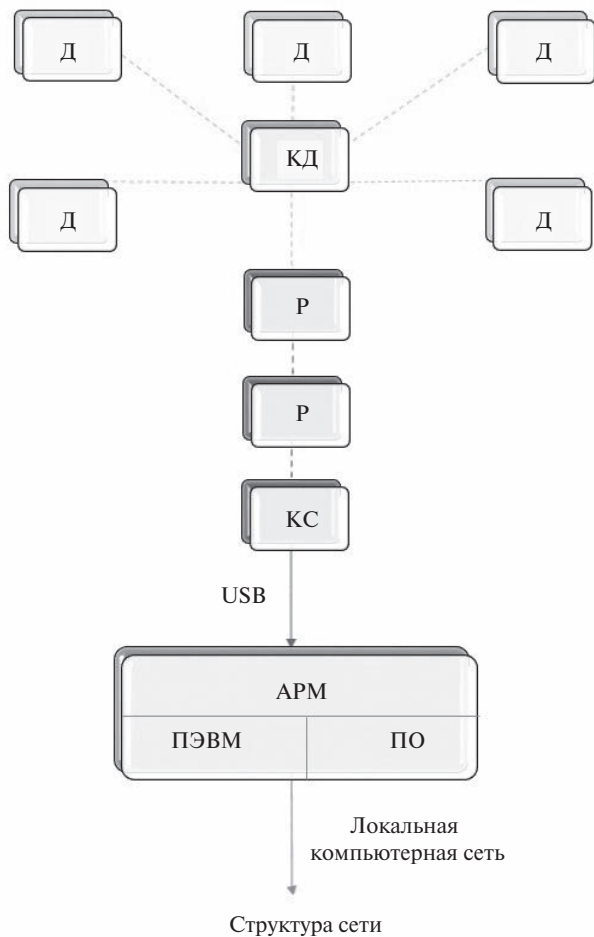 Д
Д
Д
КД
Д
Д
Р
Р
КС
USB
АРМ
ПЭВМ
ПО
Локальная
компьютерная сеть
Структура сети